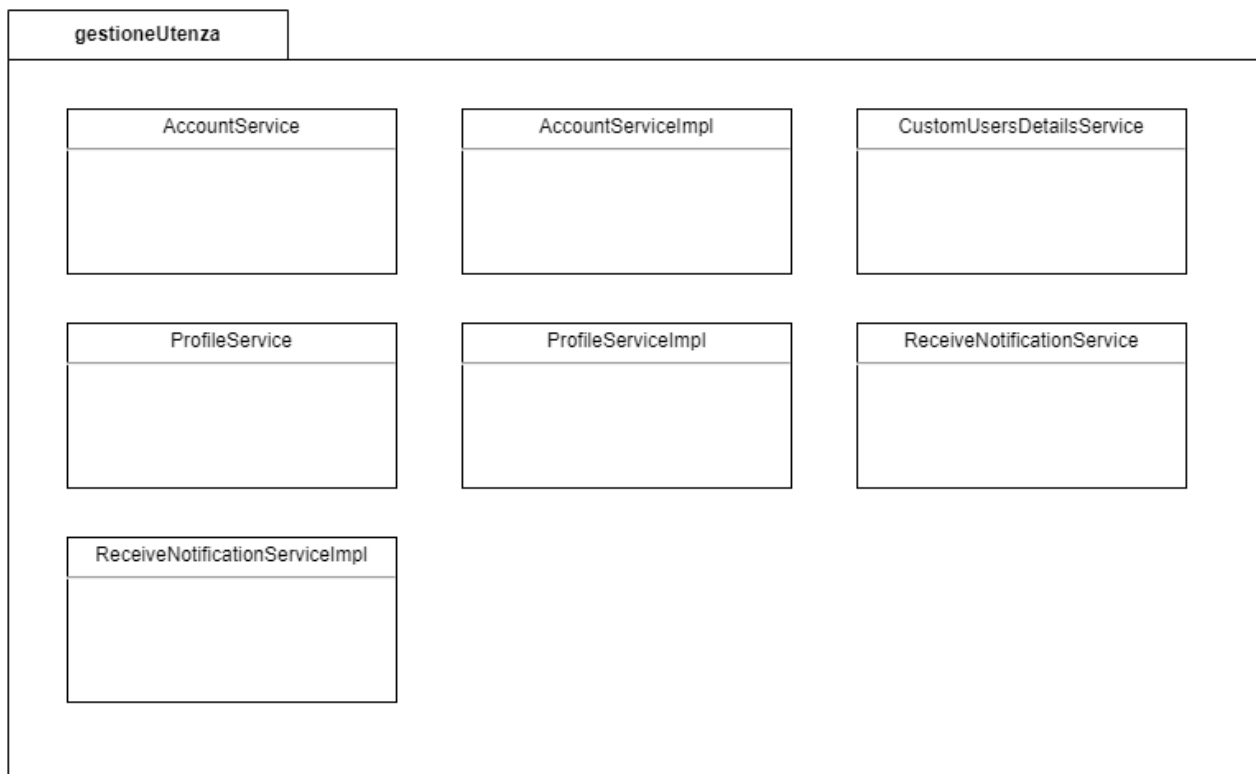 gestioneUtenza
AccountService
AccountServiceImpl
CustomUsersDetailsService
ProfileService
ProfileServiceImpl
ReceiveNotificationService
ReceiveNotificationServiceImpl